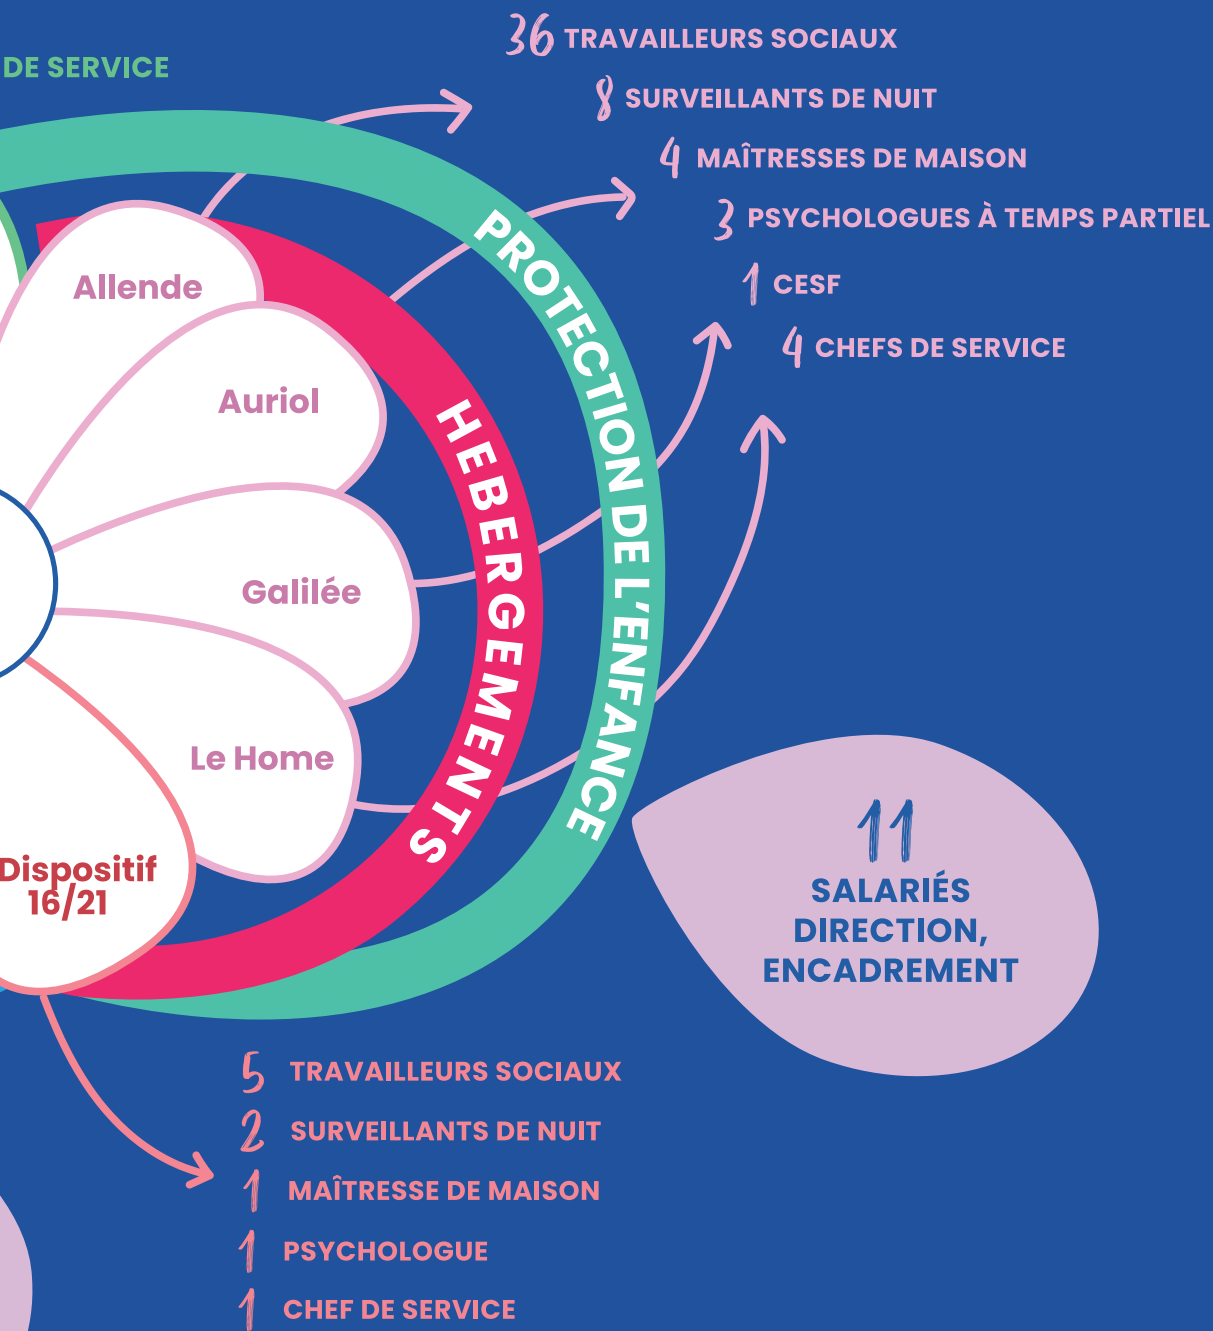 36 TRAVAILLEURS SOCIAUX
DE SERVICE
8 SURVEILLANTS DE NUIT
4 MAÎTRESSES DE MAISON
3 PSYCHOLOGUES À TEMPS PARTIEL
1 CESF
4 CHEFS DE SERVICE
PROTECTION DE L'ENFANCE
HEBERGEMENTS
Allende
Auriol
Galilée
Le Home
Dispositif
16/21
11
SALARIÉS
DIRECTION,
ENCADREMENT
5 TRAVAILLEURS SOCIAUX
2 SURVEILLANTS DE NUIT
1 MAÎTRESSE DE MAISON
1 PSYCHOLOGUE
1 CHEF DE SERVICE